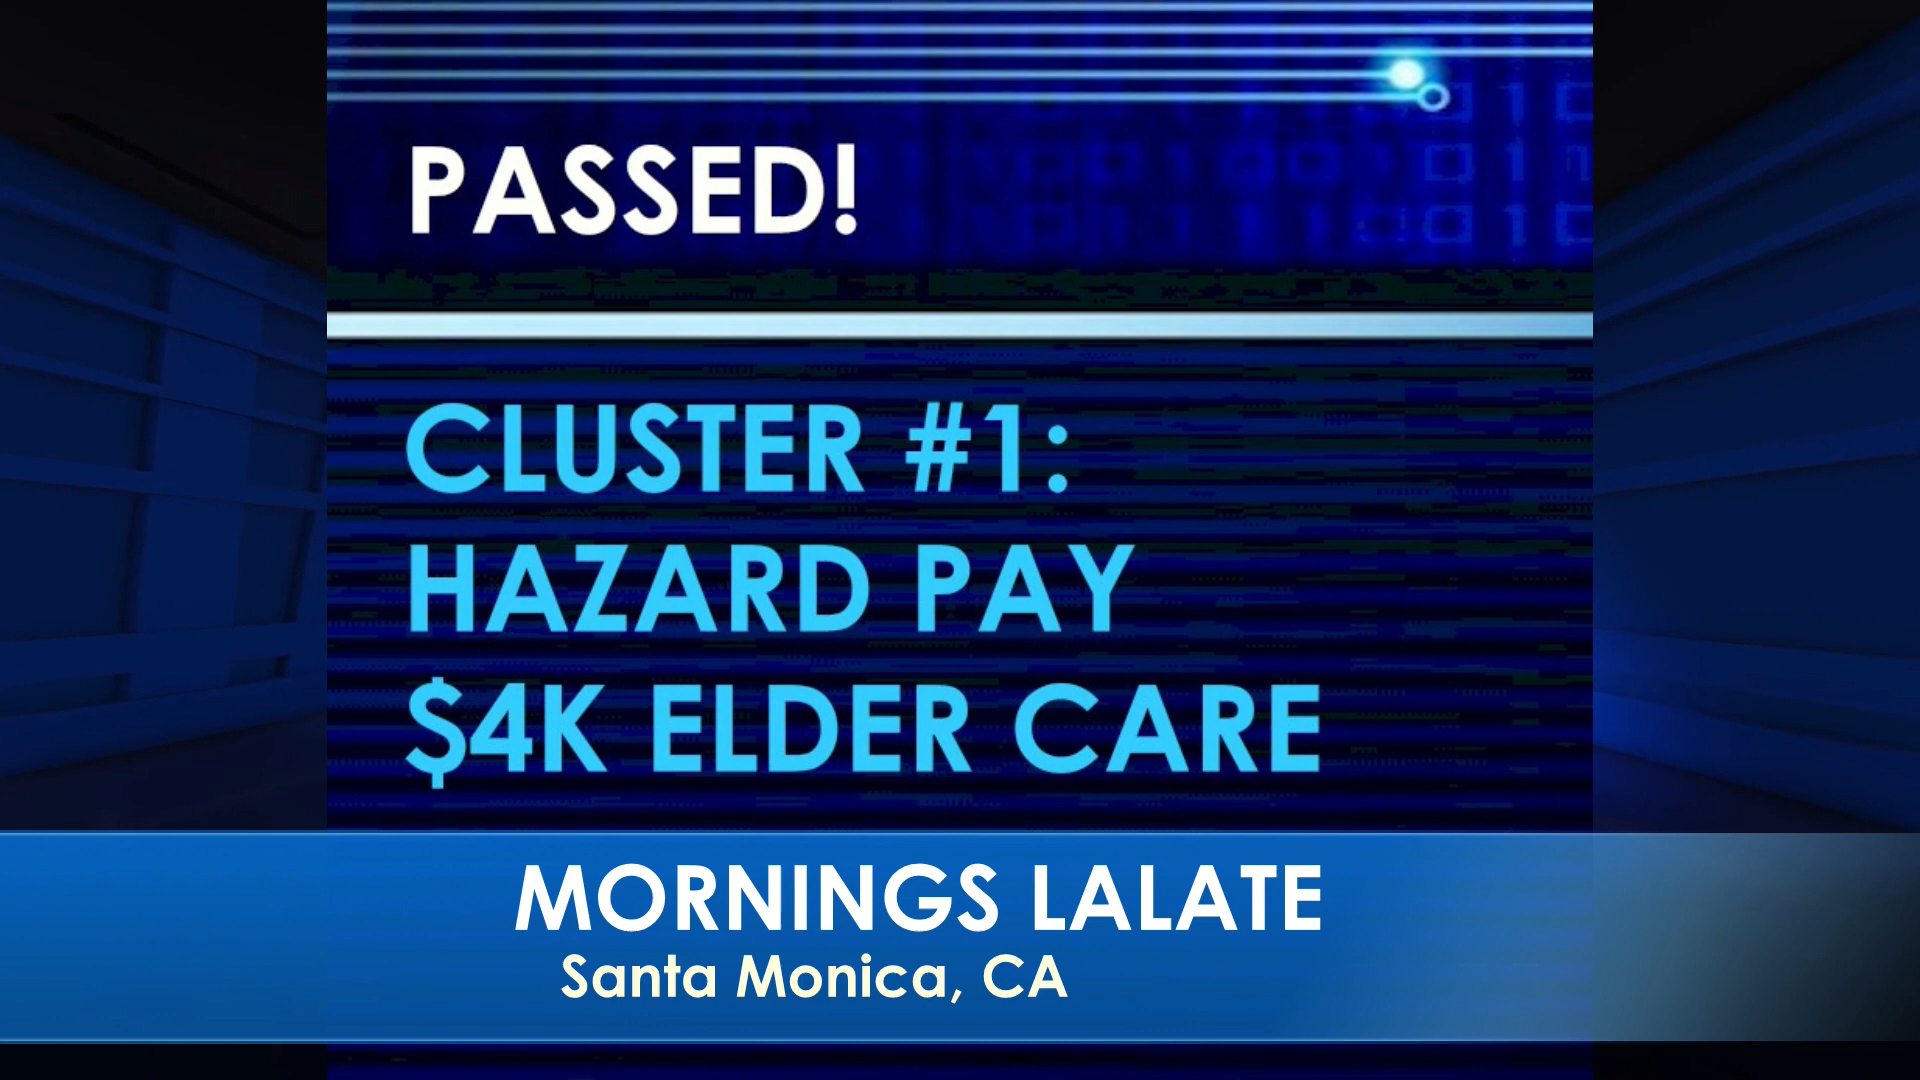 PASSED!
CLUSTER #1:
HAZARD PAY
$4K ELDER CARE
MORNINGS LALATE
Santa Monica, CA